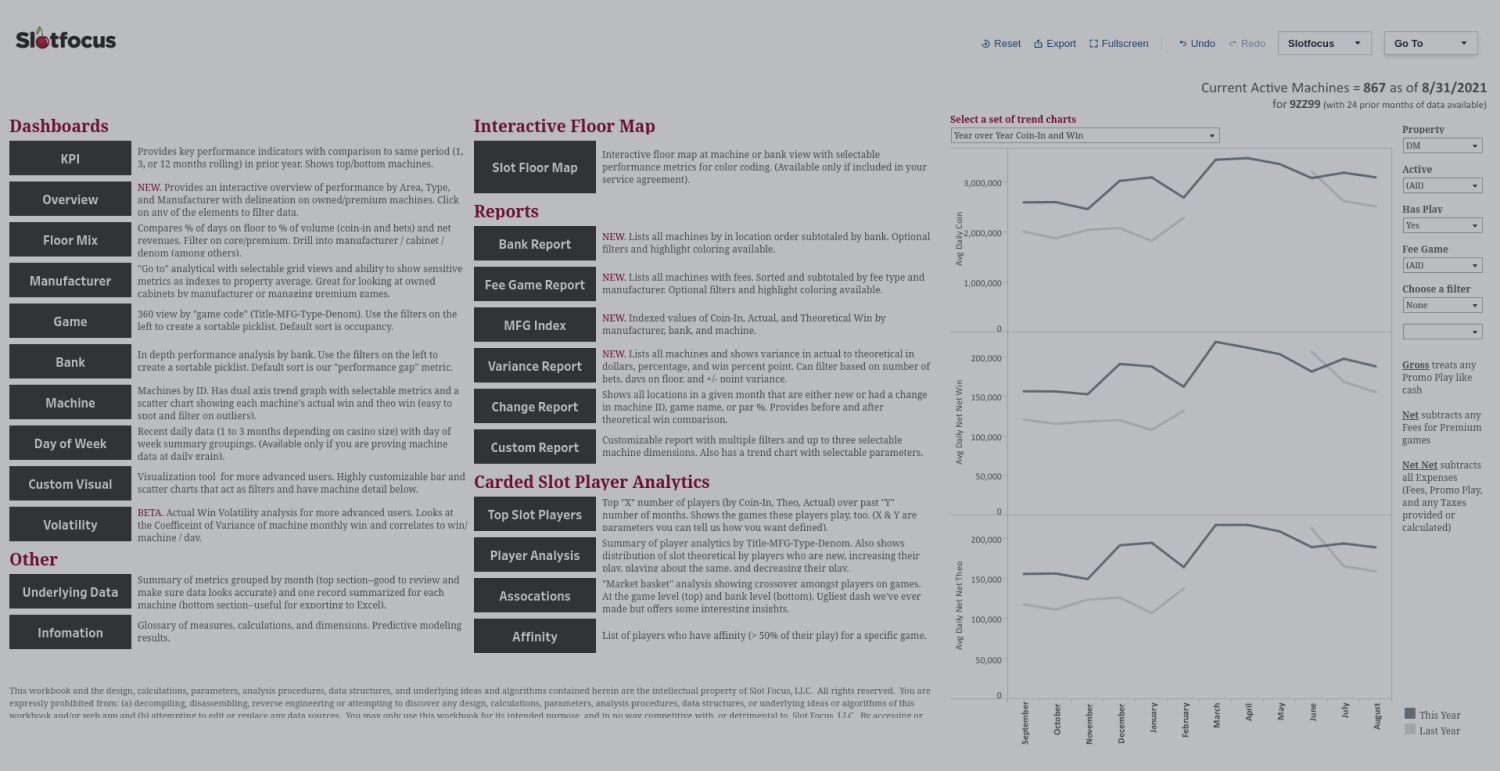 Slotfocus
Reset Export Fullscreen Undo Redo Slotfocus Go To
Current Active Machines = 867 as of 8/31/2021
for 9ZZ99 (with 24 prior months of data available)
Dashboards
KPI
Provides key performance indicators with comparison to same period (1,
3, or 12 months rolling) in prior year. Shows top/bottom machines.
Overview
NEW. Provides an interactive overview of performance by Area, Type,
and Manufacturer with delineation on owned/premium machines. Click
on any of the elements to filter data.
Floor Mix
Compares % of days on floor to % of volume (coin-in and bets) and net
revenues. Filter on core/premium. Drill into manufacturer / cabinet /
denom (among others).
Manufacturer
"Go to" analytical with selectable grid views and ability to show sensitive
metrics as indexes to property average. Great for looking at owned
cabinets by manufacturer or managing premium games.
Game
360 view by "game code" (Title-MFG-Type-Denom). Use the filters on the
left to create a sortable picklist. Default sort is occupancy.
Bank
In depth performance analysis by bank. Use the filters on the left to
create a sortable picklist. Default sort is our "performance gap" metric.
Machine
Machines by ID. Has dual axis trend graph with selectable metrics and a
scatter chart showing each machine's actual win and theo win (easy to
spot and filter on outliers).
Day of Week
Recent daily data (1 to 3 months depending on casino size) with day of
week summary groupings. (Available only if you are proving machine
data at daily grain).
Custom Visual
Visualization tool for more advanced users. Highly customizable bar and
scatter charts that act as filters and have machine detail below.
Volatility
BETA. Actual Win Volatility analysis for more advanced users. Looks at
the Coefficeint of Variance of machine monthly win and correlates to win/
machine / day.
Other
Underlying Data
Summary of metrics grouped by month (top section--good to review and
make sure data looks accurate) and one record summarized for each
machine (bottom section--useful for exporting to Excel).
Infomation
Glossary of measures, calculations, and dimensions. Predictive modeling
results.
Interactive Floor Map
Slot Floor Map
Interactive floor map at machine or bank view with selectable
performance metrics for color coding. (Available only if included in your
service agreement).
Reports
Bank Report
NEW. Lists all machines by in location order subtotaled by bank. Optional
filters and highlight coloring available.
Fee Game Report
NEW. Lists all machines with fees. Sorted and subtotaled by fee type and
manufacturer. Optional filters and highlight coloring available.
MFG Index
NEW. Indexed values of Coin-In, Actual, and Theoretical Win by
manufacturer, bank, and machine.
Variance Report
NEW. Lists all machines and shows variance in actual to theoretical in
dollars, percentage, and win percent point. Can filter based on number of
bets, days on floor, and +/- point variance.
Change Report
Shows all locations in a given month that are either new or had a change
in machine ID, game name, or par %. Provides before and after
theoretical win comparison.
Custom Report
Customizable report with multiple filters and up to three selectable
machine dimensions. Also has a trend chart with selectable parameters.
Carded Slot Player Analytics
Top Slot Players
Top "X" number of players (by Coin-In, Theo, Actual) over past "Y"
number of months. Shows the games these players play, too. (X & Y are
parameters you can tell us how you want defined).
Player Analysis
Summary of player analytics by Title-MFG-Type-Denom. Also shows
distribution of slot theoretical by players who are new, increasing their
play, playing about the same, and decreasing their play.
Assocations
"Market basket" analysis showing crossover amongst players on games.
At the game level (top) and bank level (bottom). Ugliest dash we've ever
made but offers some interesting insights.
Affinity
List of players who have affinity (> 50% of their play) for a specific game.
This workbook and the design, calculations, parameters, analysis procedures, data structures, and underlying ideas and algorithms contained herein are the intellectual property of Slot Focus, LLC. All rights reserved. You are
expressly prohibited from: (a) decompiling, disassembling, reverse engineering or attempting to discover any design, calculations, parameters, analysis procedures, data structures, or underlying ideas or algorithms of this
workbook and/or web app and (b) attempting to edit or replace any data sources. You may only use this workbook for its intended purpose, and in no way competitive with, or detrimental to, Slot Focus, LLC. By accessing or
Select a set of trend charts
Year over Year Coin-In and Win
Avg Daily Coin
3,000,000
2,000,000
1,000,000
0
Avg Daily Net Net Win
200,000
150,000
100,000
50,000
0
Avg Daily Net Net Theo
200,000
150,000
100,000
50,000
0
September
October
November
December
January
February
March
April
May
June
July
August
Property
DM
Active
(All)
Has Play
Yes
Fee Game
(All)
Choose a filter
None
Gross treats any
Promo Play like
cash
Net subtracts any
Fees for Premium
games
Net Net subtracts
all Expenses
(Fees, Promo Play,
and any Taxes
provided or
calculated)
This Year
Last Year